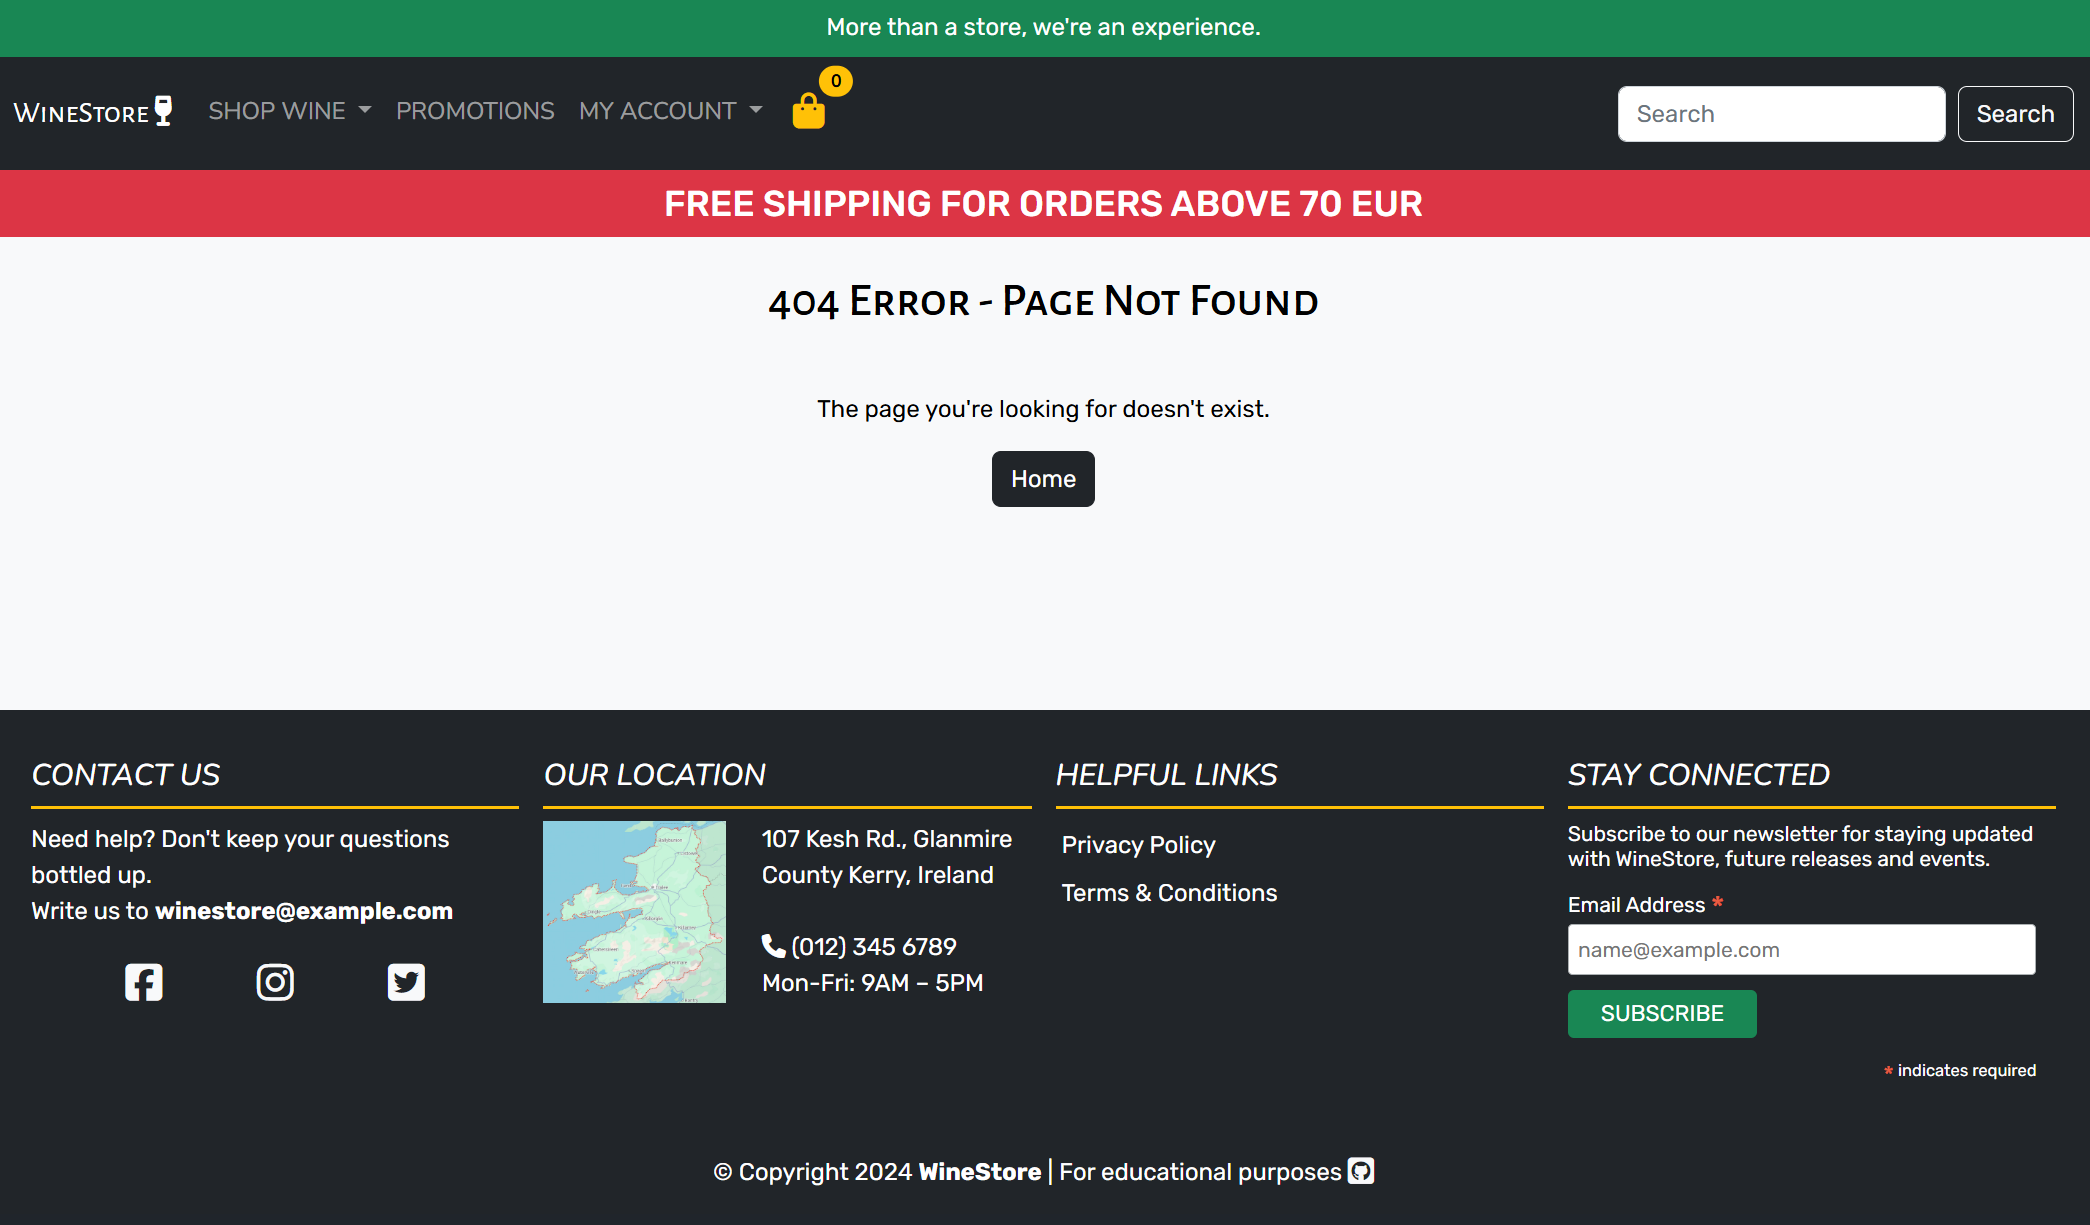 More than a store, we're an experience.
WineStore
SHOP WINE
PROMOTIONS
MY ACCOUNT
0
Search
Search
FREE SHIPPING FOR ORDERS ABOVE 70 EUR
404 Error - Page Not Found
The page you're looking for doesn't exist.
Home
CONTACT US
Need help? Don't keep your questions
bottled up.
Write us to winestore@example.com
OUR LOCATION
107 Kesh Rd., Glanmire
County Kerry, Ireland
(012) 345 6789
Mon-Fri: 9AM – 5PM
HELPFUL LINKS
Privacy Policy
Terms & Conditions
STAY CONNECTED
Subscribe to our newsletter for staying updated
with WineStore, future releases and events.
Email Address *
name@example.com
SUBSCRIBE
* indicates required
© Copyright 2024 WineStore | For educational purposes